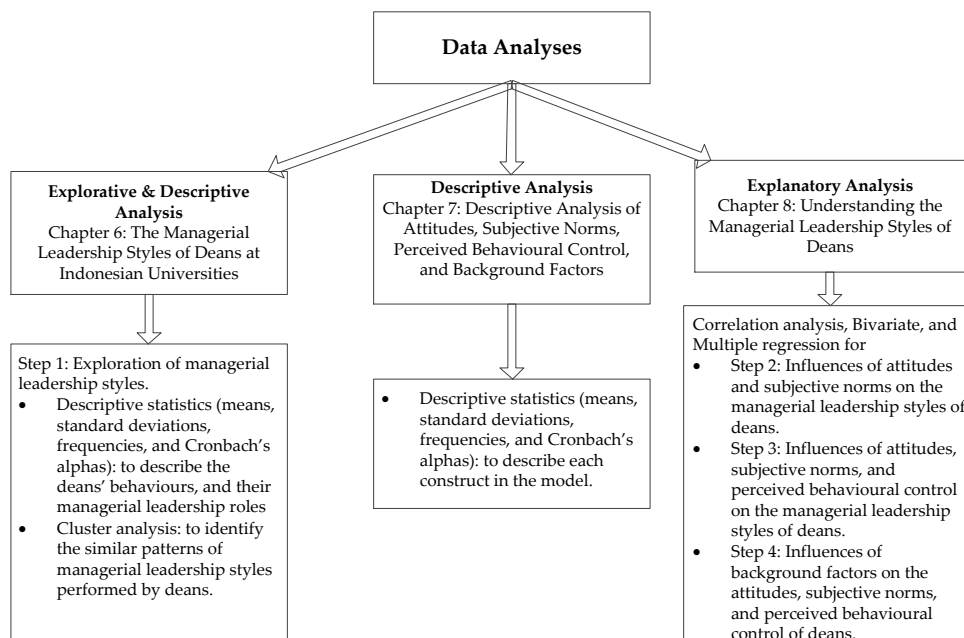 Data Analyses
Explorative & Descriptive
Analysis
Chapter 6: The Managerial
Leadership Styles of Deans at
Indonesian Universities
Descriptive Analysis
Chapter 7: Descriptive Analysis of
Attitudes, Subjective Norms,
Perceived Behavioural Control,
and Background Factors
Explanatory Analysis
Chapter 8: Understanding the
Managerial Leadership Styles of
Deans
Step 1: Exploration of managerial
leadership styles.
• Descriptive statistics (means,
standard deviations,
frequencies, and Cronbach's
alphas): to describe the
deans' behaviours, and their
managerial leadership roles
• Cluster analysis: to identify
the similar patterns of
managerial leadership styles
performed by deans.
• Descriptive statistics (means,
standard deviations,
frequencies, and Cronbach's
alphas): to describe each
construct in the model.
Correlation analysis, Bivariate, and
Multiple regression for
• Step 2: Influences of attitudes
and subjective norms on the
managerial leadership styles of
deans.
• Step 3: Influences of attitudes,
subjective norms, and
perceived behavioural control
on the managerial leadership
styles of deans.
• Step 4: Influences of
background factors on the
attitudes, subjective norms,
and perceived behavioural
control of deans.